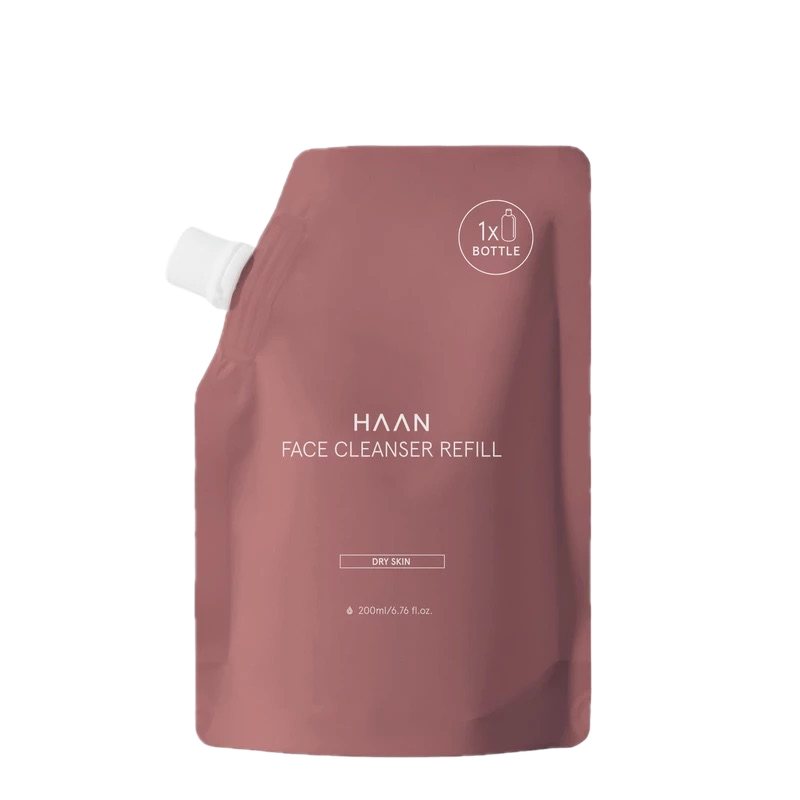 1x
BOTTLE
HAAN
FACE CLEANSER REFILL
DRY SKIN
200ml/6.76 fl.oz.